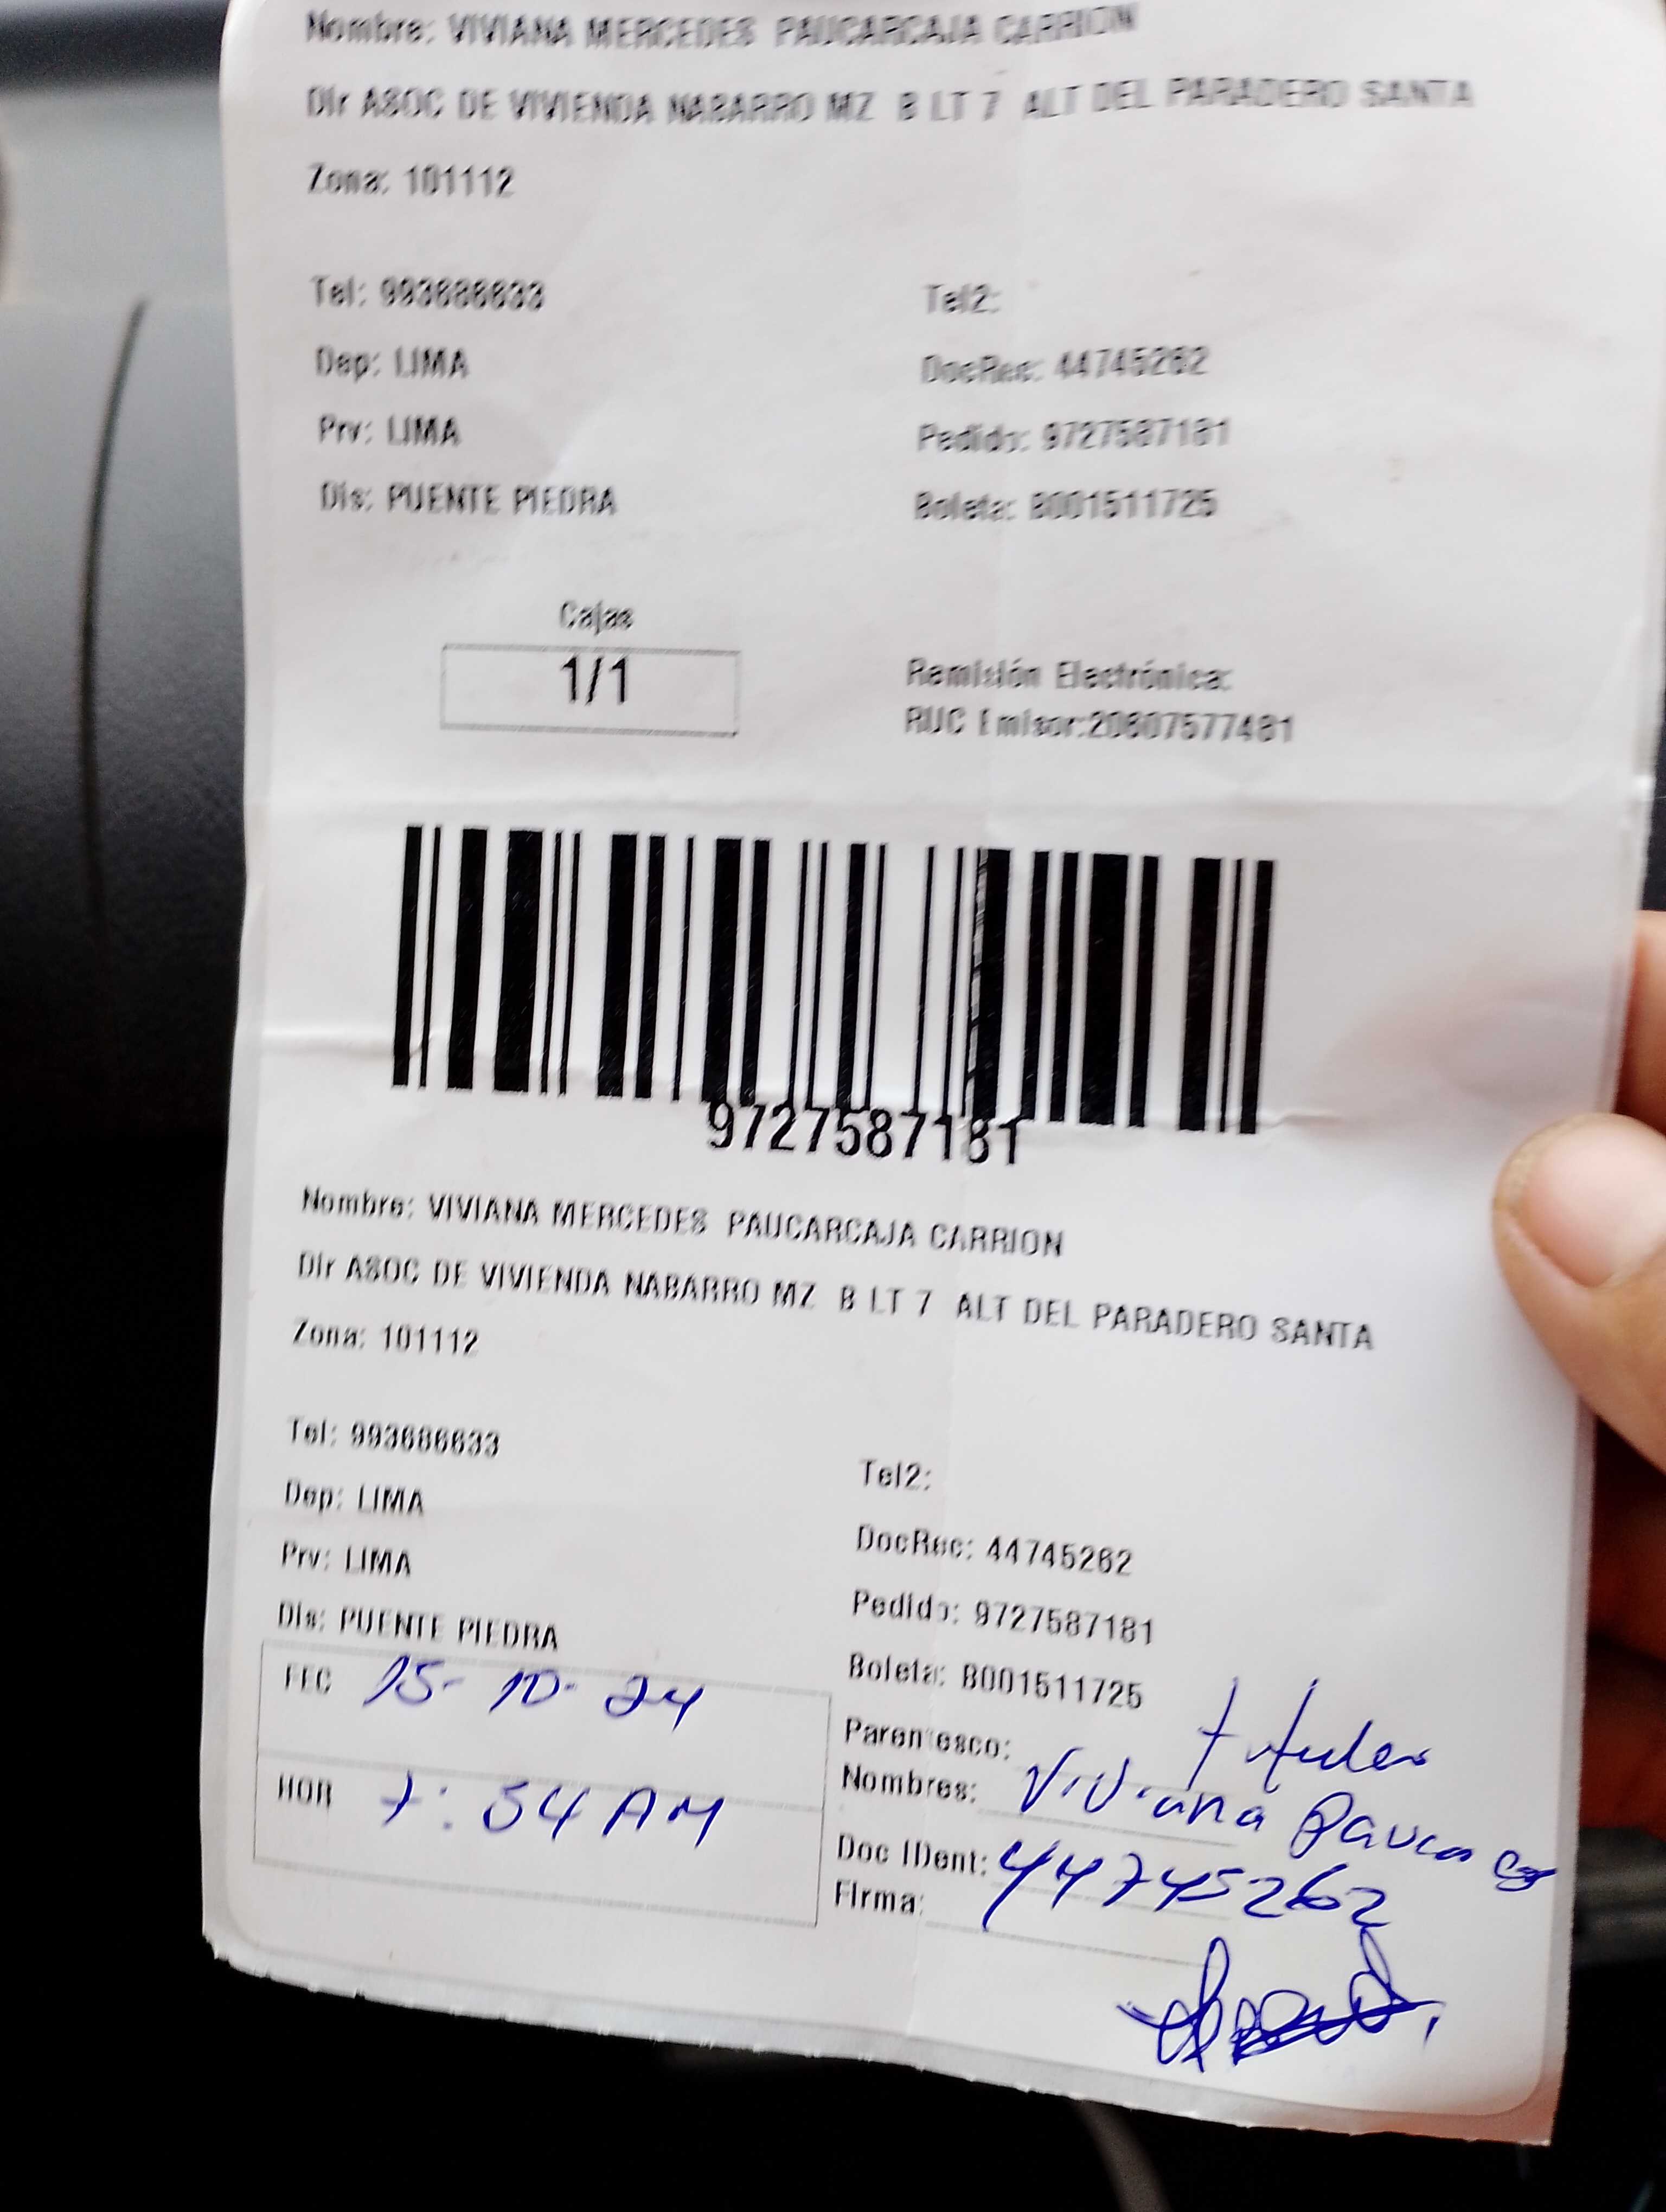 Nombre: VIVIANA MERCEDES PAUCARCAJA CARRION
Dir ASOC DE VIVIENDA NABARRO MZ B LT 7 ALT DEL PARADERO SANTA
Zona: 101112
Tel: 993686633
Tel2:
Dep: LIMA
DocRec: 44745262
Prv: LIMA
Pedido: 9727587181
Dis: PUENTE PIEDRA
Boleta: B001511725
Cajas
1/1
Remisión Electrónica:
RUC Emisor:20607577481
9727587181
Nombre: VIVIANA MERCEDES PAUCARCAJA CARRION
Dir ASOC DE VIVIENDA NABARRO MZ B LT 7 ALT DEL PARADERO SANTA
Zona: 101112
Tel: 993686633
Tel2:
Dep: LIMA
DocRec: 44745262
Prv: LIMA
Pedido: 9727587181
Dis: PUENTE PIEDRA
Boleta: B001511725
FEC 15-10-24
Parentesco: titular
Nombres: Viviana
HOR 7:54 AM
Doc IDent: 44745262
Firma: